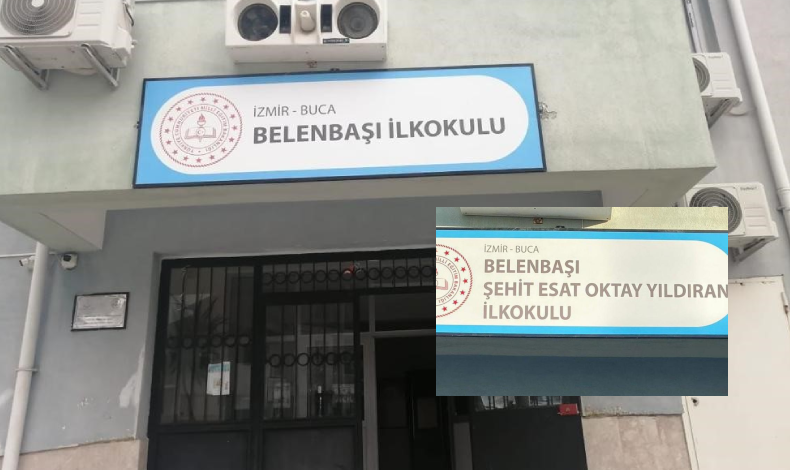 İZMİR - BUCA
BELENBAŞI İLKOKULU
İZMİR - BUCA
BELENBAŞI
ŞEHİT ESAT OKTAY YILDIRAN
İLKOKULU